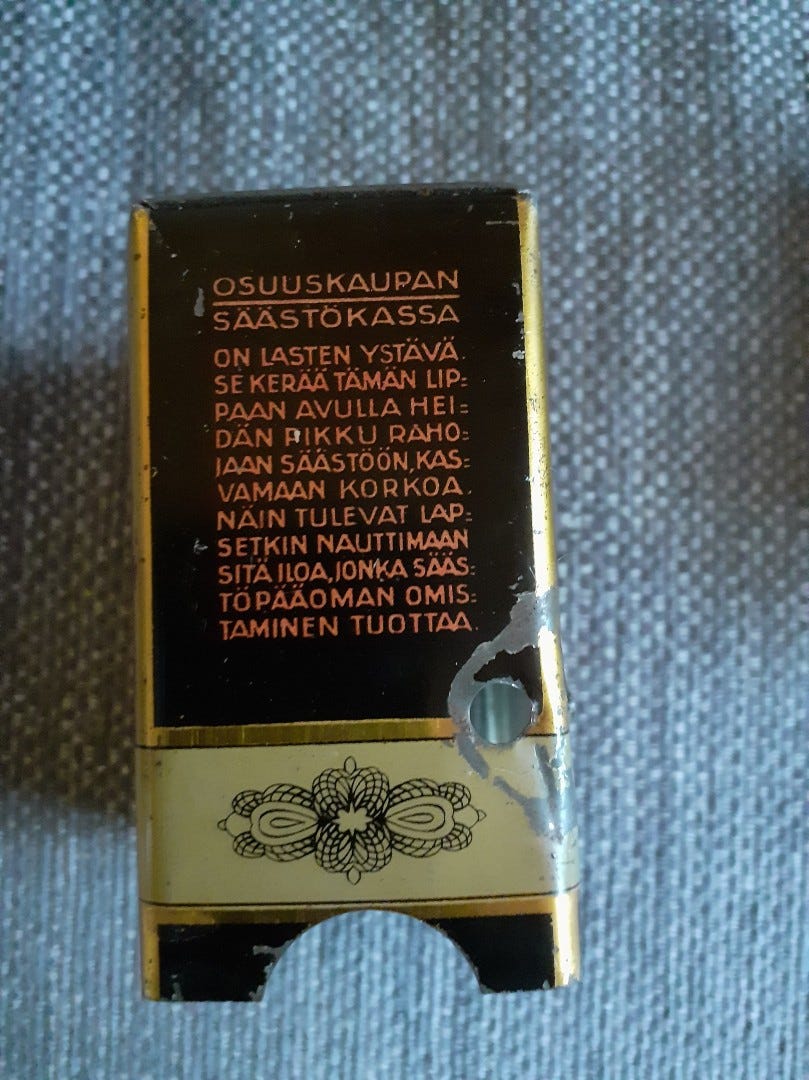 OSUUSKAUPAN
SÄÄSTÖKASSA
ON LASTEN YSTÄVÄ.
SE KERÄÄ TÄMÄN LIP=
PAAN AVULLA HEI=
DÄN PIKKU RAHO=
JAAN SÄÄSTÖÖN, KAS=
VAMAAN KORKOA.
NÄIN TULEVAT LAP=
SETKIN NAUTTIMAAN
SITÄ ILOA, JONKA SÄÄS=
TÖPÄÄOMAN OMIS=
TAMINEN TUOTTAA.